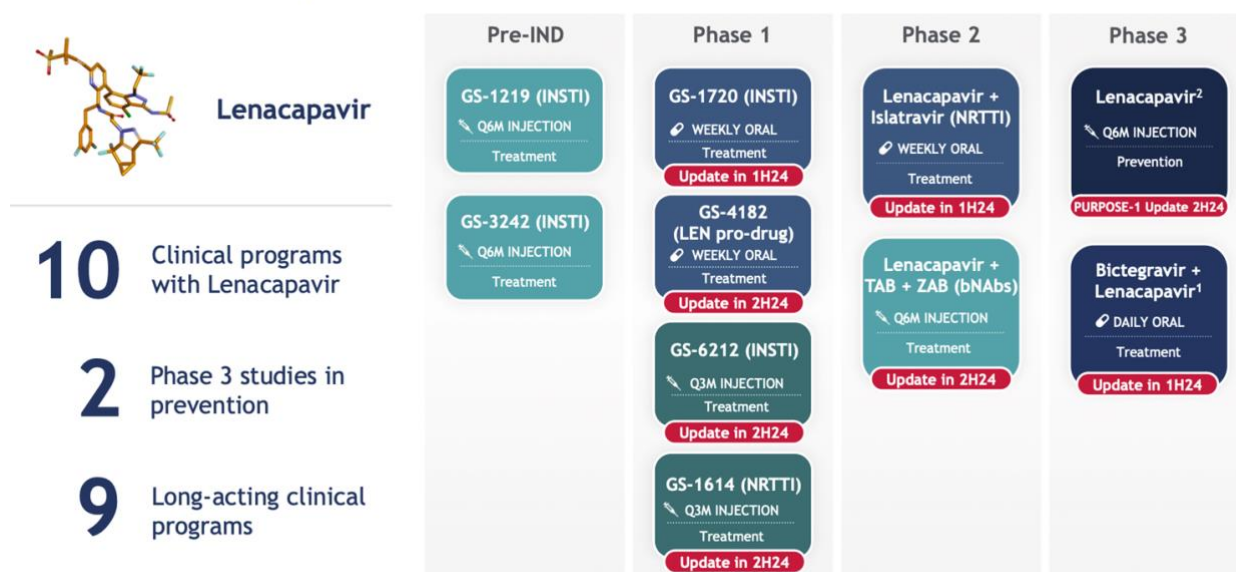 Lenacapavir
10
Clinical programs
with Lenacapavir
2
Phase 3 studies in
prevention
9
Long-acting clinical
programs
Pre-IND
GS-1219 (INSTI)
Q6M INJECTION
Treatment
GS-3242 (INSTI)
Q6M INJECTION
Treatment
Phase 1
GS-1720 (INSTI)
WEEKLY ORAL
Treatment
Update in 1H24
GS-4182
(LEN pro-drug)
WEEKLY ORAL
Treatment
Update in 2H24
GS-6212 (INSTI)
Q3M INJECTION
Treatment
Update in 2H24
GS-1614 (NRTTI)
Q3M INJECTION
Treatment
Update in 2H24
Phase 2
Lenacapavir +
Islatravir (NRTTI)
WEEKLY ORAL
Treatment
Update in 1H24
Lenacapavir +
TAB + ZAB (bNAbs)
Q6M INJECTION
Treatment
Update in 2H24
Phase 3
Lenacapavir²
Q6M INJECTION
Prevention
PURPOSE-1 Update 2H24
Bictegravir +
Lenacapavir¹
DAILY ORAL
Treatment
Update in 1H24